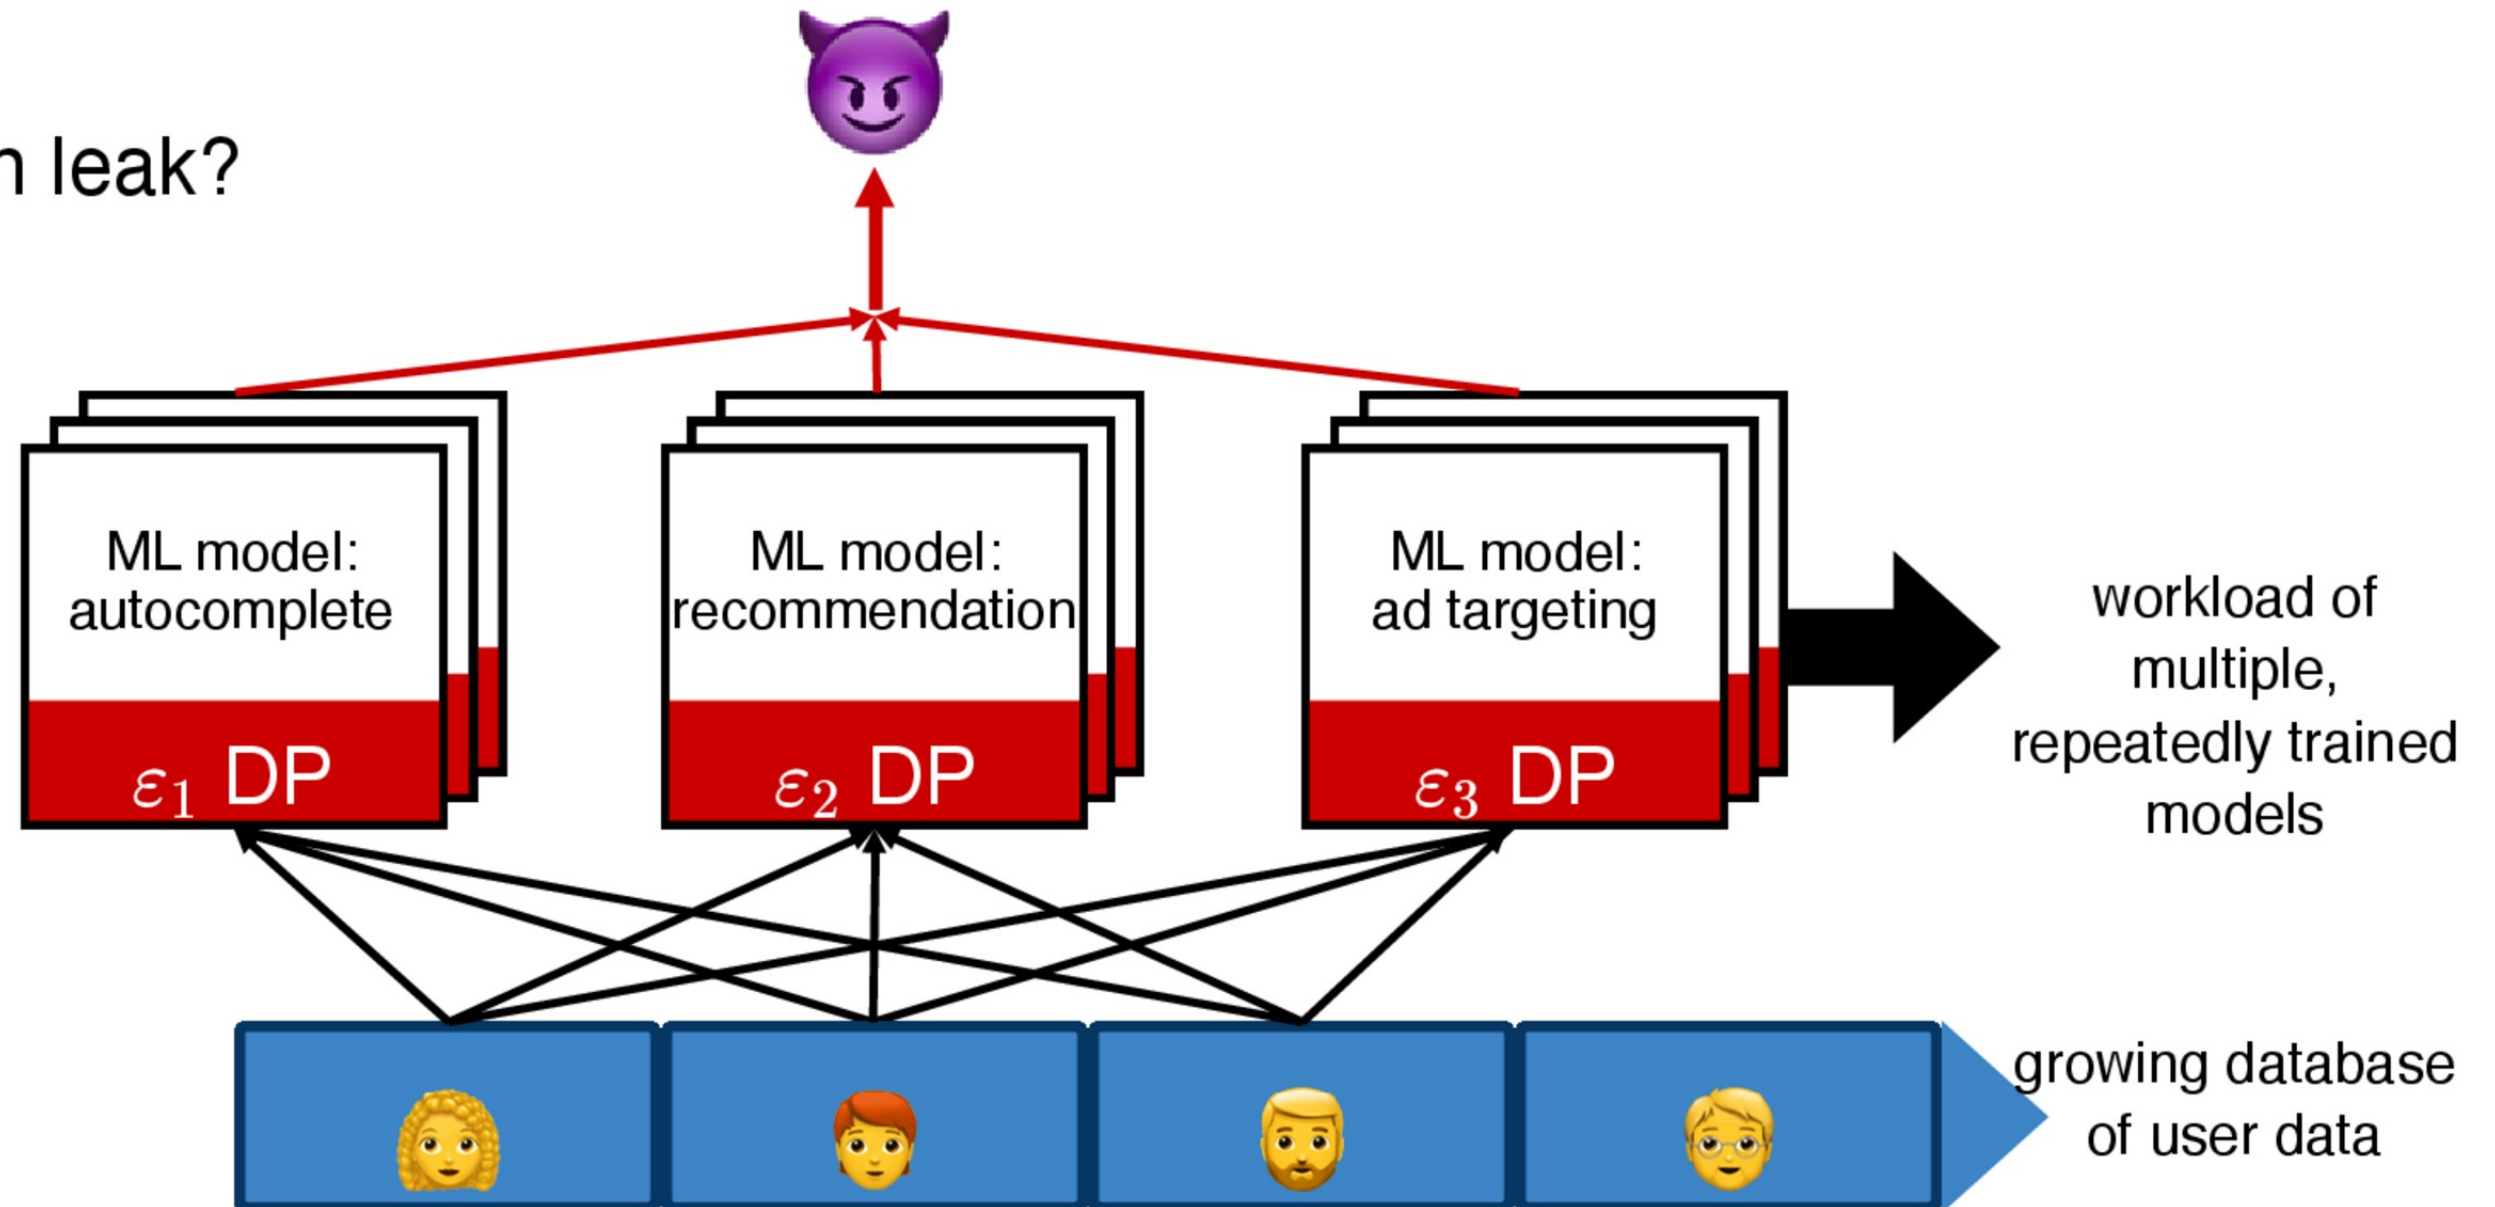 n leak?
ML model:
autocomplete
ε1 DP
ML model:
recommendation
ε2 DP
ML model:
ad targeting
ε3 DP
workload of
multiple,
repeatedly trained
models
growing database
of user data